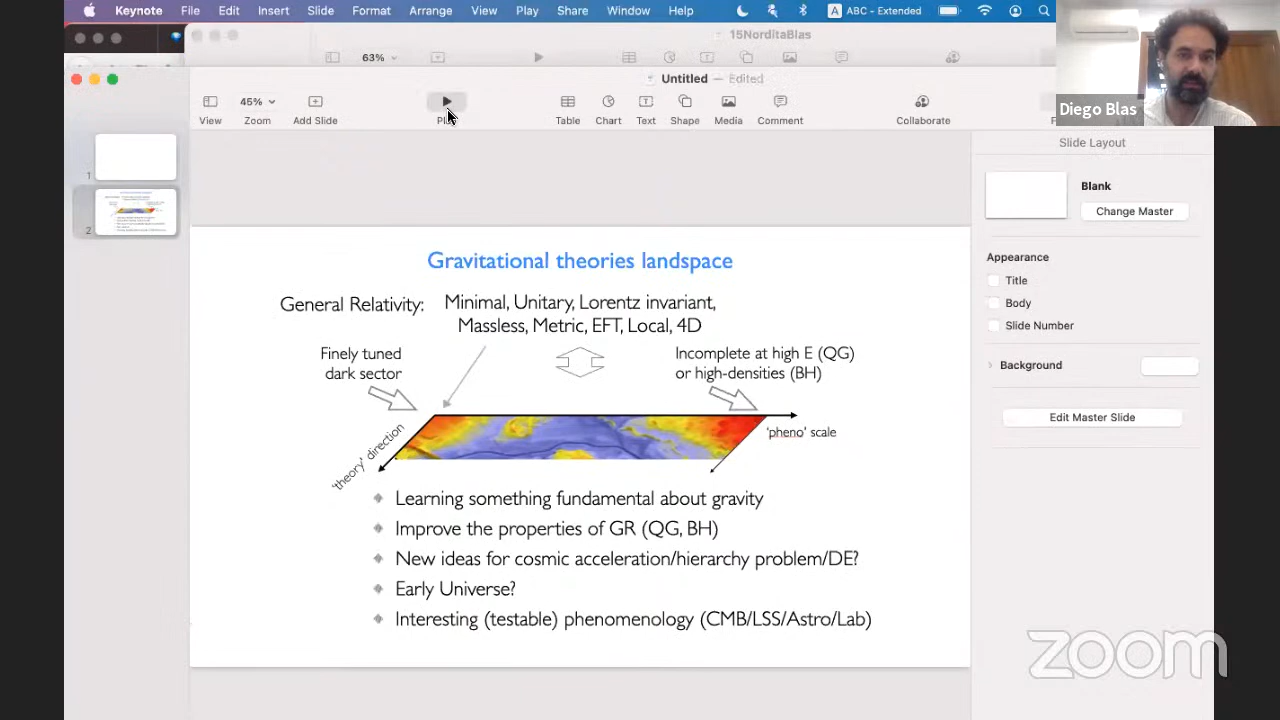 Keynote File Edit Insert Slide Format Arrange View Play Share Window Help A ABC - Extended
15NorditaBlas
63%
Untitled — Edited
45%
View Zoom Add Slide Table Chart Text Shape Media Comment Collaborate
Diego Blas
Slide Layout
1
2
Blank
Change Master
Appearance
Title
Body
Slide Number
Background
Edit Master Slide
Gravitational theories landspace
General Relativity: Minimal, Unitary, Lorentz invariant,
Massless, Metric, EFT, Local, 4D
Finely tuned
dark sector
Incomplete at high E (QG)
or high-densities (BH)
'theory' direction
'pheno' scale
Learning something fundamental about gravity
Improve the properties of GR (QG, BH)
New ideas for cosmic acceleration/hierarchy problem/DE?
Early Universe?
Interesting (testable) phenomenology (CMB/LSS/Astro/Lab)
zoom